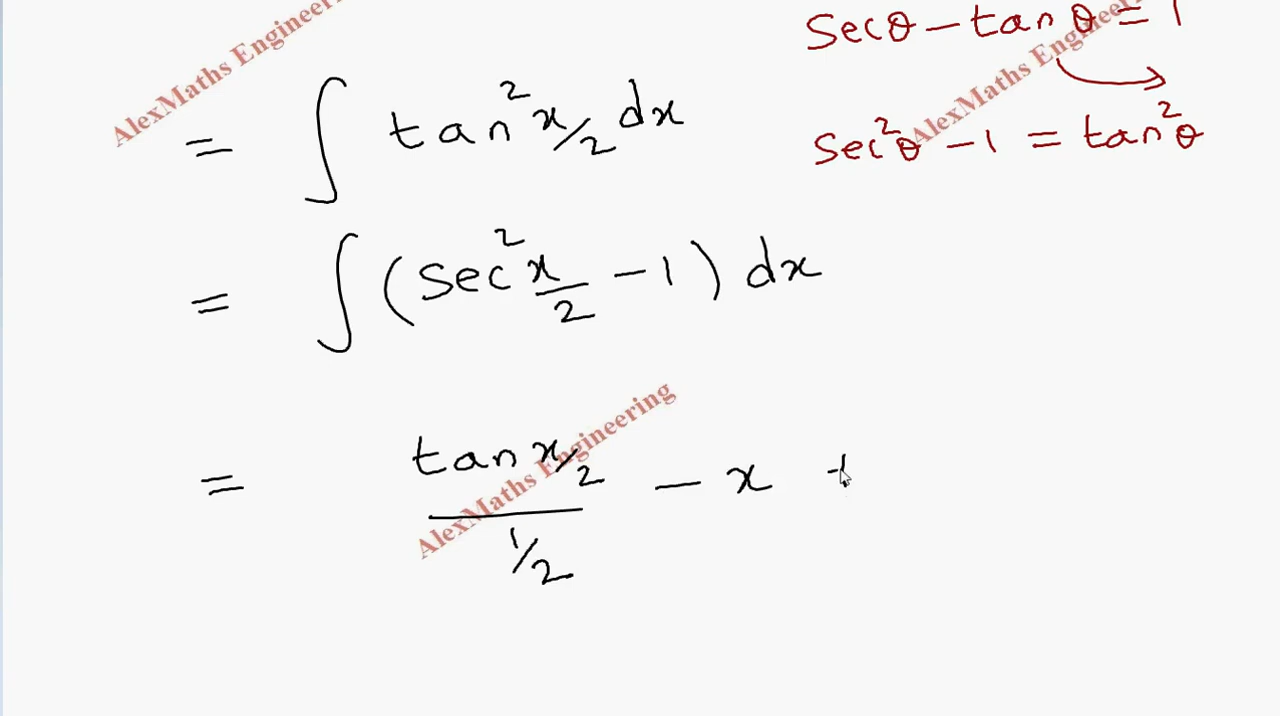 secθ - tanθ = 1
AlexMaths Engineering
AlexMaths Engineering
= ∫ tan² x/2 dx
sec²θ - 1 = tan²θ
= ∫ (sec² x/2 - 1) dx
= tan x/2 / 1/2 - x +
AlexMaths Engineering